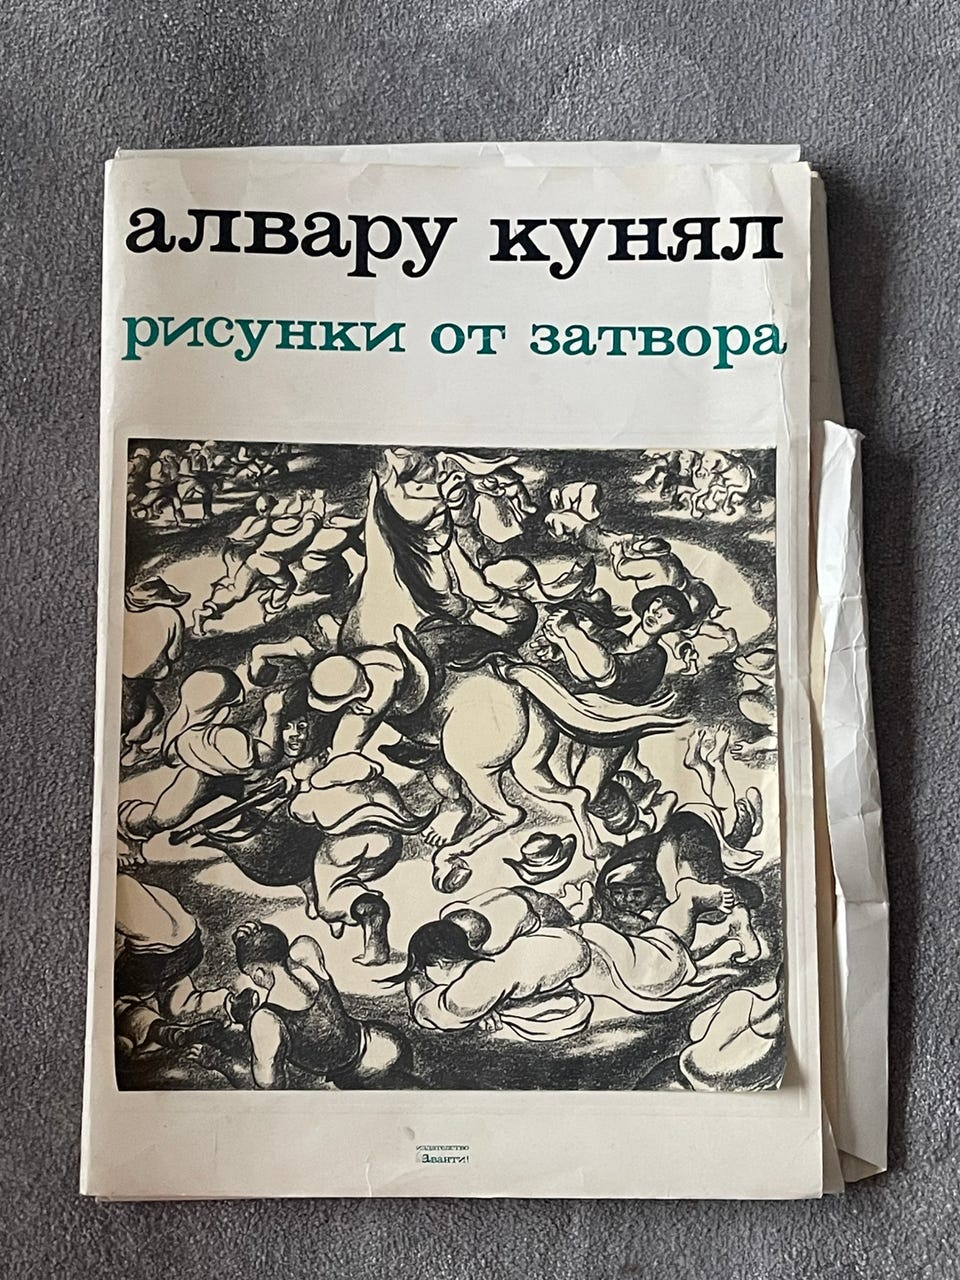 алвару кунял
рисунки от затвора
издателство
"Аванти!